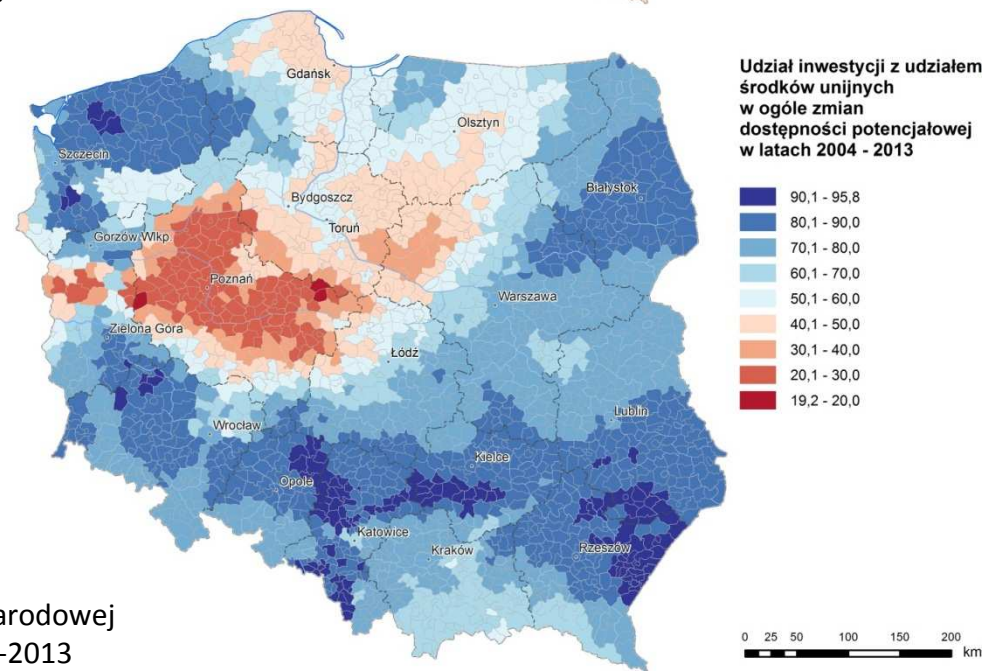 Gdańsk
Olsztyn
Szczecin
Białystok
Bydgoszcz
Toruń
Gorzów Wlkp.
Poznań
Warszawa
Zielona Góra
Łódź
Lublin
Wrocław
Kielce
Opole
Katowice
Kraków
Rzeszów
Udział inwestycji z udziałem
środków unijnych
w ogóle zmian
dostępności potencjałowej
w latach 2004 - 2013
90,1 - 95,8
80,1 - 90,0
70,1 - 80,0
60,1 - 70,0
50,1 - 60,0
40,1 - 50,0
30,1 - 40,0
20,1 - 30,0
19,2 - 20,0
arodowej
-2013
0 25 50 100 150 200
km